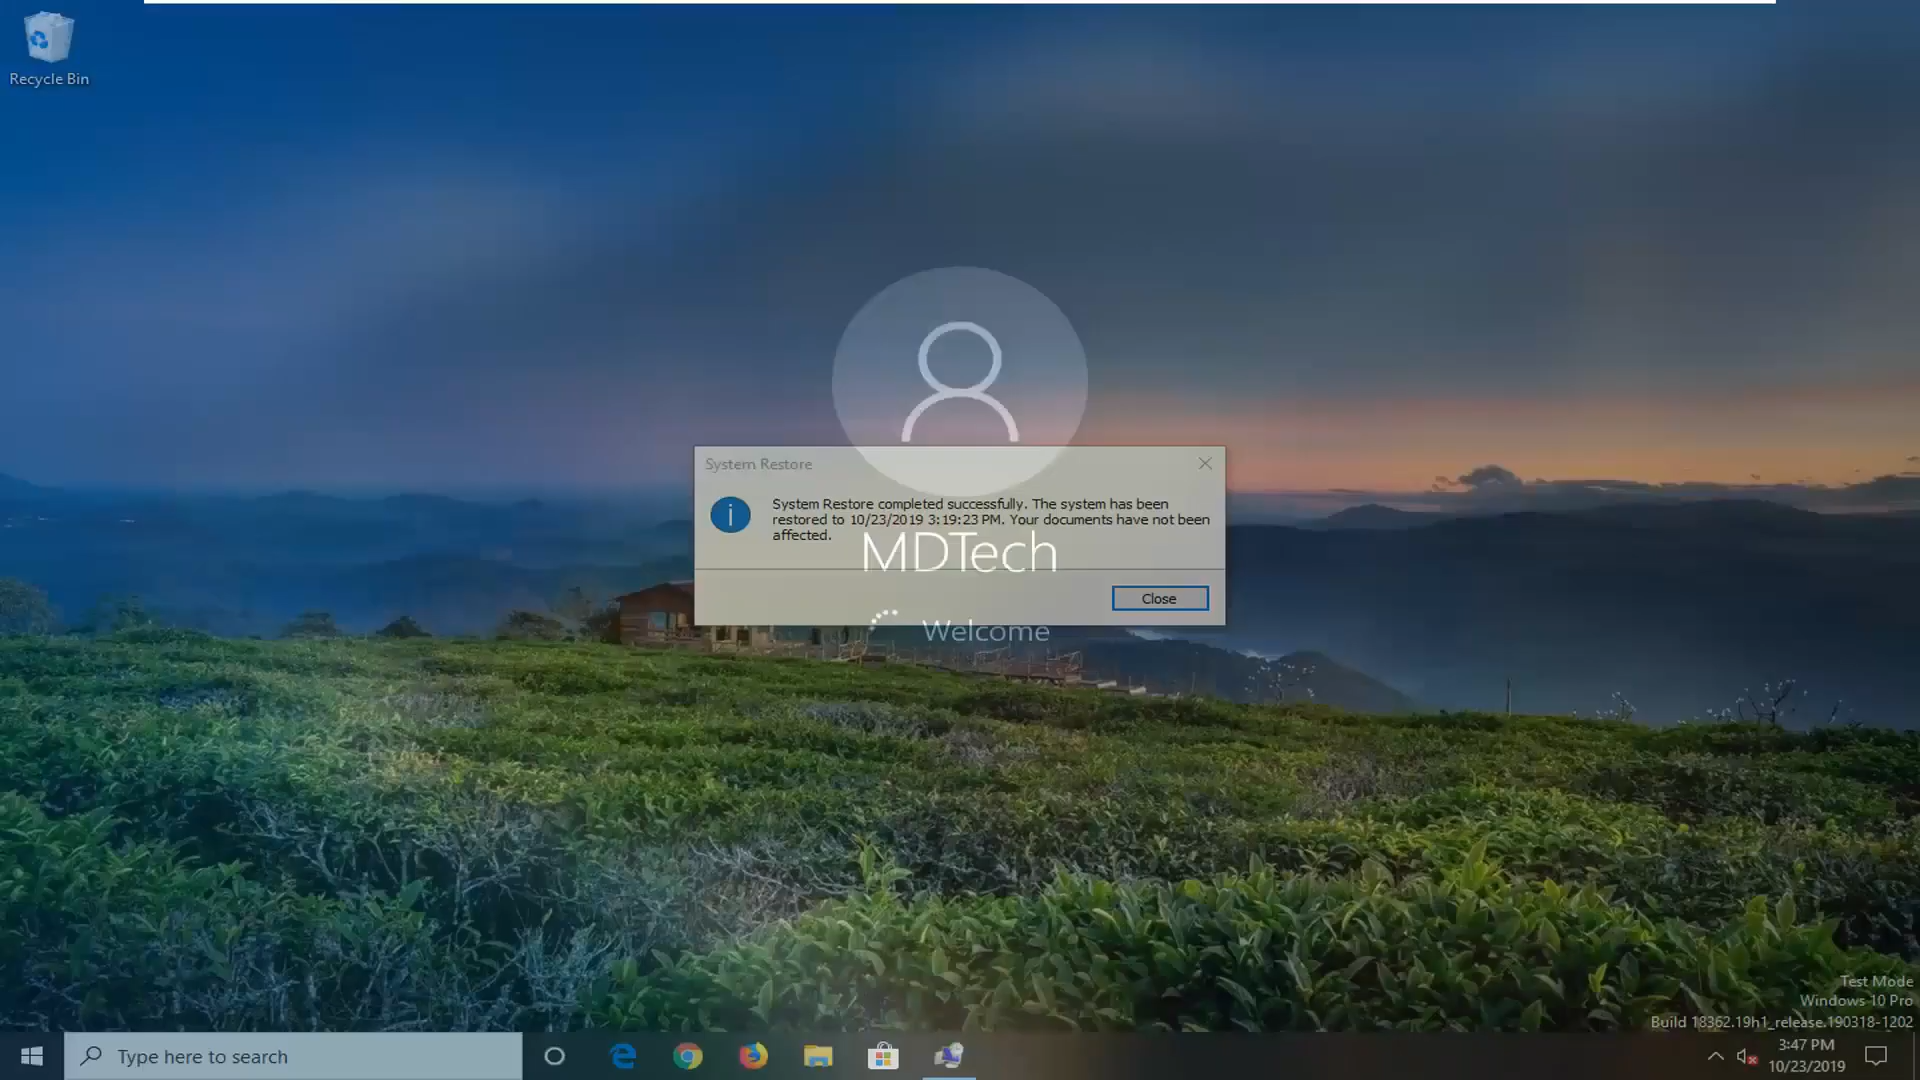 Recycle Bin
System Restore
System Restore completed successfully. The system has been
restored to 10/23/2019 3:19:23 PM. Your documents have not been
affected.
MDTech
Close
Welcome
Test Mode
Windows 10 Pro
Build 18362.19h1_release.190318-1202
Type here to search
3:47 PM
10/23/2019